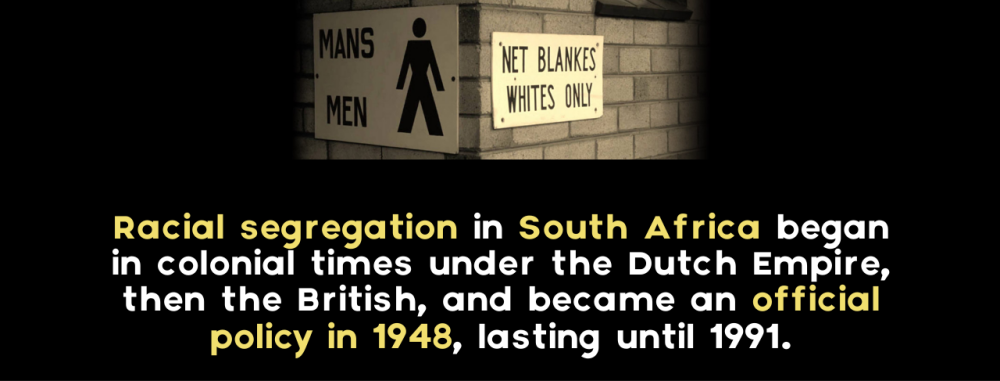 MANS
MEN
NET BLANKES
WHITES ONLY
Racial segregation in South Africa began
in colonial times under the Dutch Empire,
then the British, and became an official
policy in 1948, lasting until 1991.